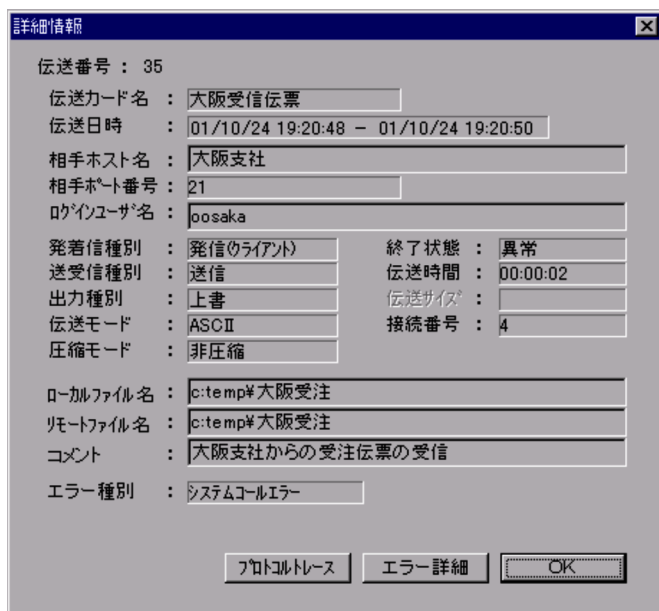 詳細情報
伝送番号 : 35
伝送カード名 : 大阪受信伝票
伝送日時 : 01/10/24 19:20:48 － 01/10/24 19:20:50
相手ホスト名 : 大阪支社
相手ﾎﾟｰﾄ番号 : 21
ﾛｸﾞｲﾝﾕｰｻﾞ名 : oosaka
発着信種別 : 発信(ｸﾗｲｱﾝﾄ) 終了状態 : 異常
送受信種別 : 送信 伝送時間 : 00:00:02
出力種別 : 上書 伝送ｻｲｽﾞ :
伝送モード : ASCII 接続番号 : 4
圧縮モード : 非圧縮
ﾛｰｶﾙﾌｧｲﾙ名 : c:temp¥大阪受注
ﾘﾓｰﾄﾌｧｲﾙ名 : c:temp¥大阪受注
コメント : 大阪支社からの受注伝票の受信
エラー種別 : ｼｽﾃﾑｺｰﾙｴﾗｰ
ﾌﾟﾛﾄｺﾙﾄﾚｰｽ エラー詳細 OK